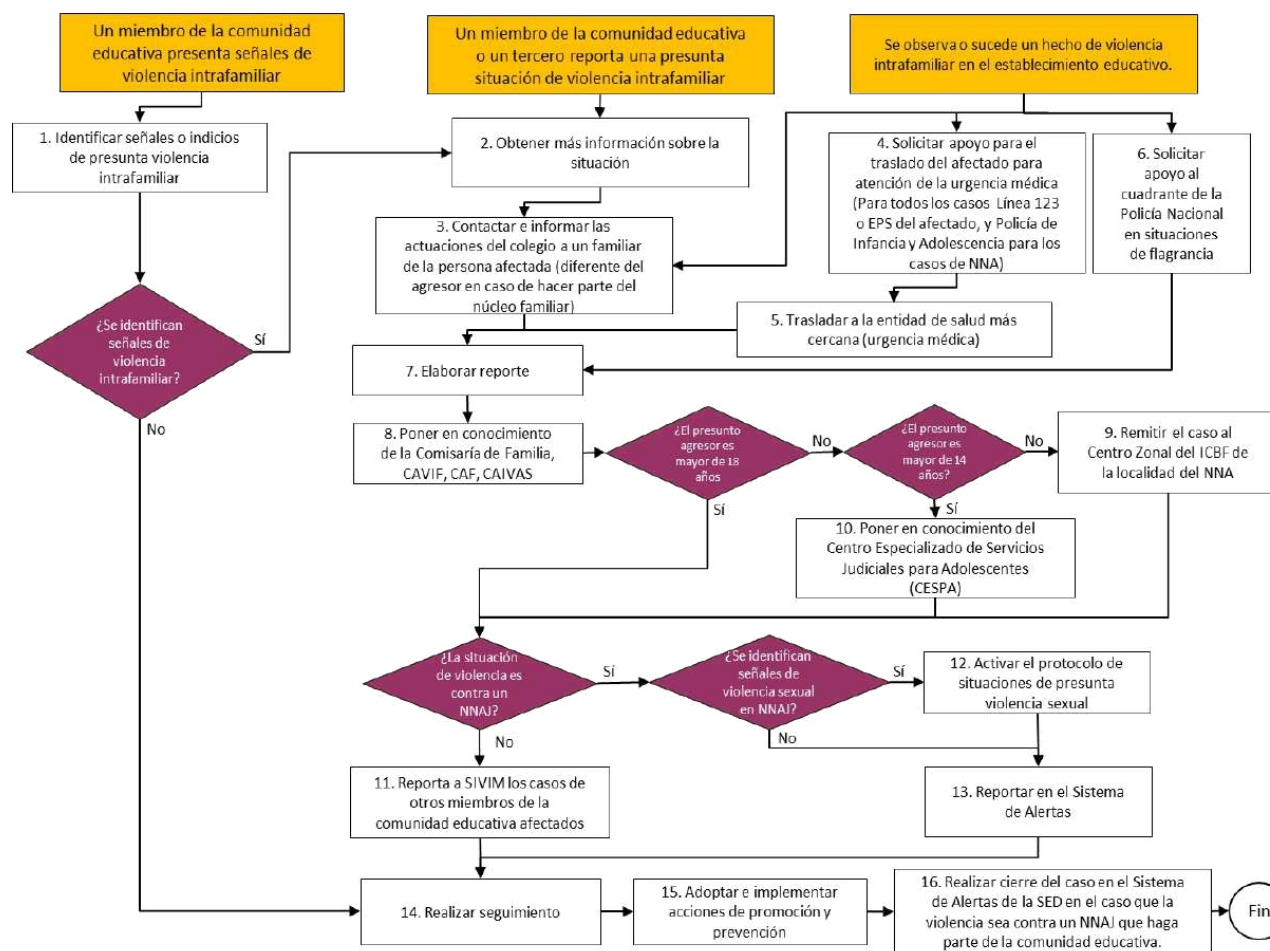 Un miembro de la comunidad
educativa presenta señales de
violencia intrafamiliar
Un miembro de la comunidad educativa
o un tercero reporta una presunta
situación de violencia intrafamiliar
Se observa o sucede un hecho de violencia
intrafamiliar en el establecimiento educativo.
1. Identificar señales o indicios
de presunta violencia
intrafamiliar
2. Obtener más información sobre la
situación
4. Solicitar apoyo para el
traslado del afectado para
atención de la urgencia médica
(Para todos los casos Línea 123
o EPS del afectado, y Policía de
Infancia y Adolescencia para los
casos de NNA)
6. Solicitar
apoyo al
cuadrante de la
Policía Nacional
en situaciones
de flagrancia
3. Contactar e informar las
actuaciones del colegio a un familiar
de la persona afectada (diferente del
agresor en caso de hacer parte del
núcleo familiar)
¿Se identifican
señales de
violencia
intrafamiliar?
Sí
No
5. Trasladar a la entidad de salud más
cercana (urgencia médica)
7. Elaborar reporte
8. Poner en conocimiento
de la Comisaría de Familia,
CAVIF, CAF, CAIVAS
¿El presunto
agresor es
mayor de 18
años
No
Sí
¿El presunto
agresor es
mayor de 14
años?
No
Sí
9. Remitir el caso al
Centro Zonal del ICBF de
la localidad del NNA
10. Poner en conocimiento del
Centro Especializado de Servicios
Judiciales para Adolescentes
(CESPA)
¿La situación
de violencia es
contra un
NNAJ?
Sí
No
¿Se identifican
señales de
violencia sexual
en NNAJ?
Sí
No
12. Activar el protocolo de
situaciones de presunta
violencia sexual
11. Reporta a SIVIM los casos de
otros miembros de la
comunidad educativa afectados
13. Reportar en el Sistema
de Alertas
14. Realizar seguimiento
15. Adoptar e implementar
acciones de promoción y
prevención
16. Realizar cierre del caso en el Sistema
de Alertas de la SED en el caso que la
violencia sea contra un NNAJ que haga
parte de la comunidad educativa.
Fin